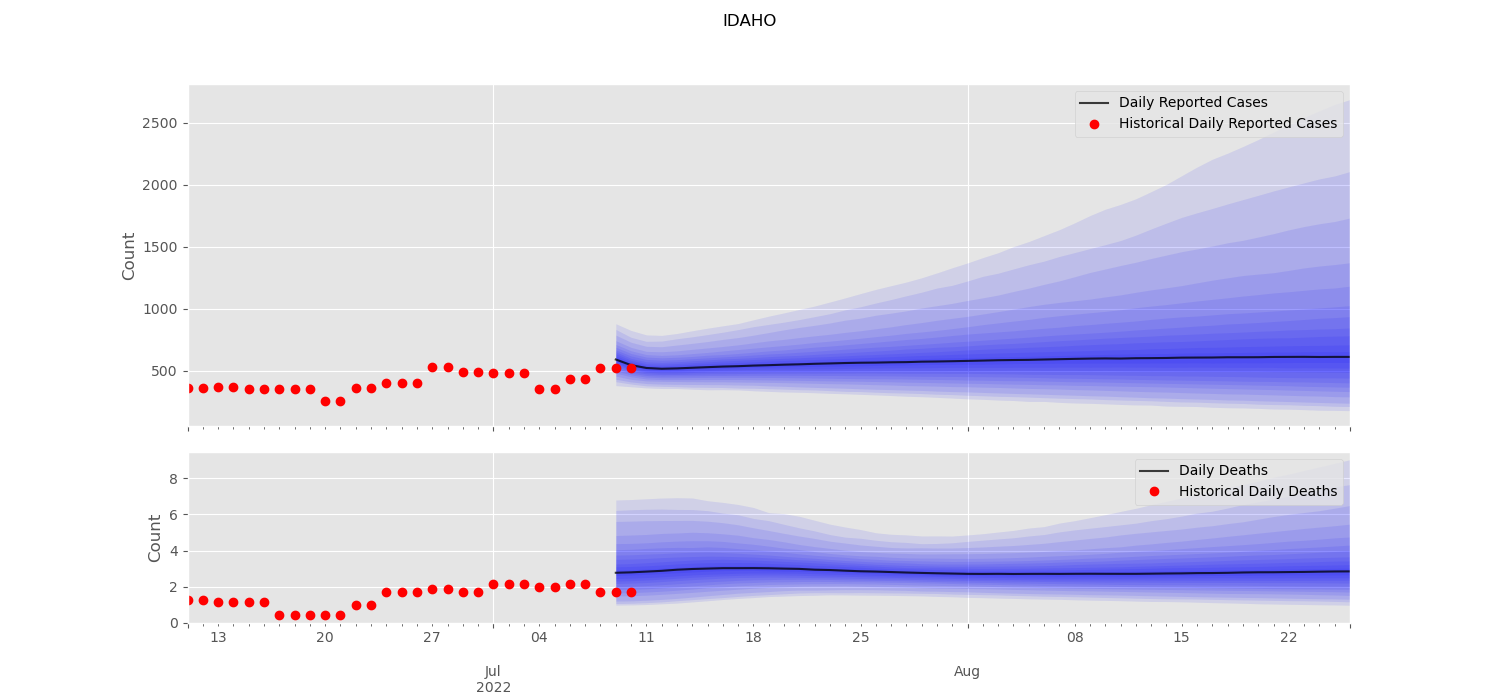 IDAHO
Daily Reported Cases
Historical Daily Reported Cases
2500
2000
1500
1000
500
Count
Daily Deaths
Historical Daily Deaths
8
6
4
2
0
Count
13 20 27 04 11 18 25 08 15 22
Jul Aug
2022